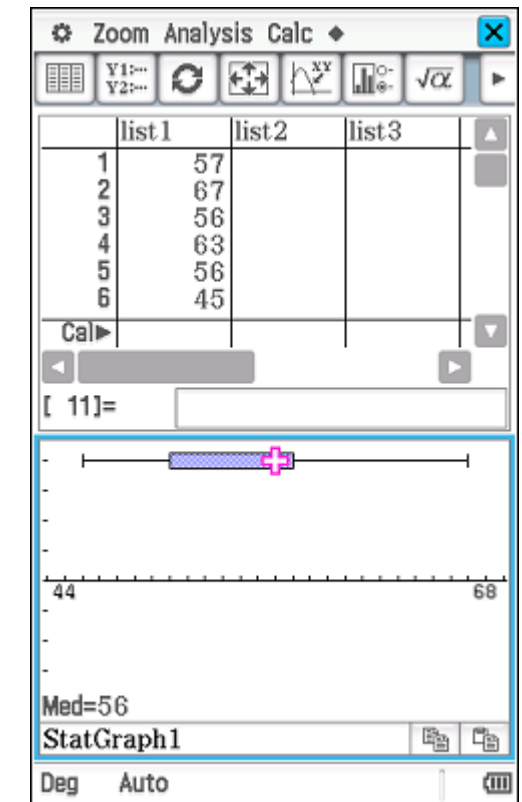 Zoom Analysis Calc
Y1:… Y2:… XY √α
list1 list2 list3
1 57
2 67
3 56
4 63
5 56
6 45
Cal▶
[ 11]=
44 68
Med=56
StatGraph1
Deg Auto